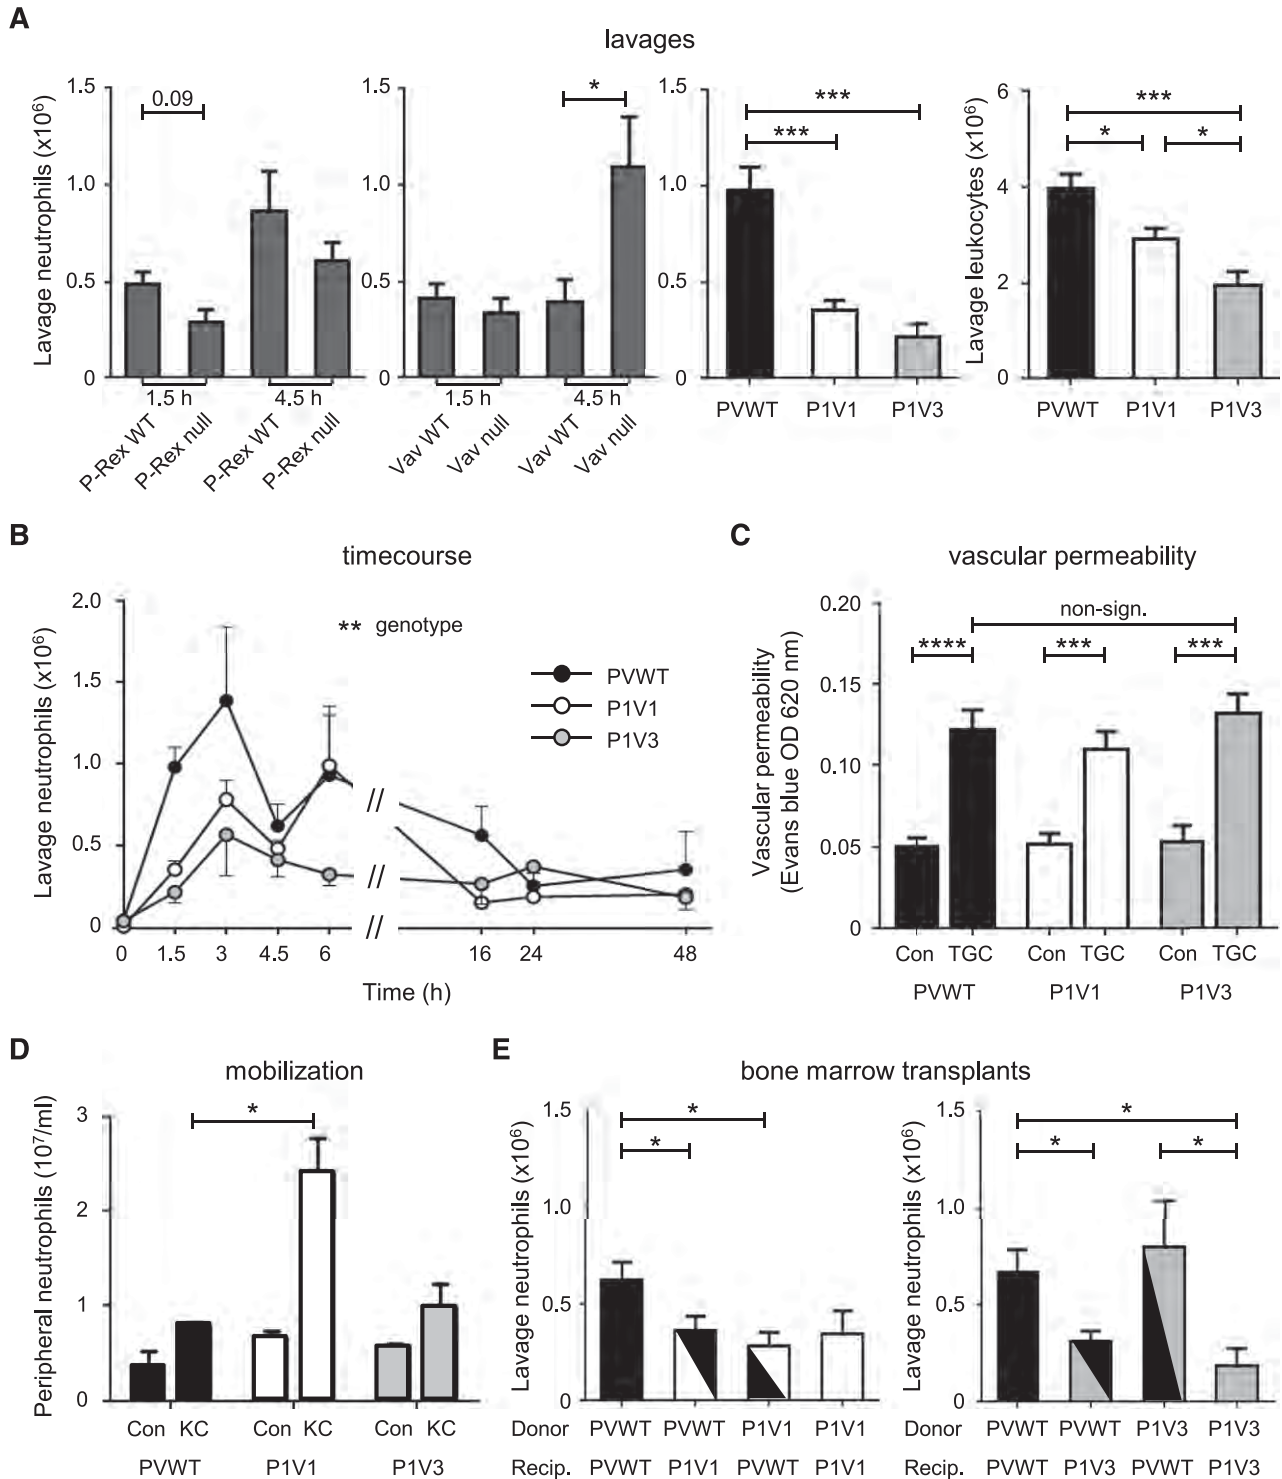 A
lavages
Lavage neutrophils (x10⁶)
1.5
1.0
0.5
0
0.09
1.5 h
4.5 h
P-Rex WT
P-Rex null
P-Rex WT
P-Rex null
1.5
1.0
0.5
0
*
1.5 h
4.5 h
Vav WT
Vav null
Vav WT
Vav null
1.5
1.0
0.5
0
***
***
PVWT P1V1 P1V3
Lavage leukocytes (x10⁶)
6
4
2
0
***
* *
PVWT P1V1 P1V3
B
timecourse
Lavage neutrophils (x10⁶)
2.0
1.5
1.0
0.5
0
** genotype
PVWT
P1V1
P1V3
//
//
//
0 1.5 3 4.5 6 16 24 48
Time (h)
C
vascular permeability
Vascular permeability
(Evans blue OD 620 nm)
0.20
0.15
0.10
0.05
0
non-sign.
**** *** ***
Con TGC Con TGC Con TGC
PVWT P1V1 P1V3
D
mobilization
Peripheral neutrophils (10⁷/ml)
3
2
1
0
*
Con KC Con KC Con KC
PVWT P1V1 P1V3
E
bone marrow transplants
Lavage neutrophils (x10⁶)
1.5
1.0
0.5
0
*
*
Donor PVWT PVWT P1V1 P1V1
Recip. PVWT P1V1 PVWT P1V1
Lavage neutrophils (x10⁶)
1.5
1.0
0.5
0
*
* *
Donor PVWT PVWT P1V3 P1V3
Recip. PVWT P1V3 PVWT P1V3